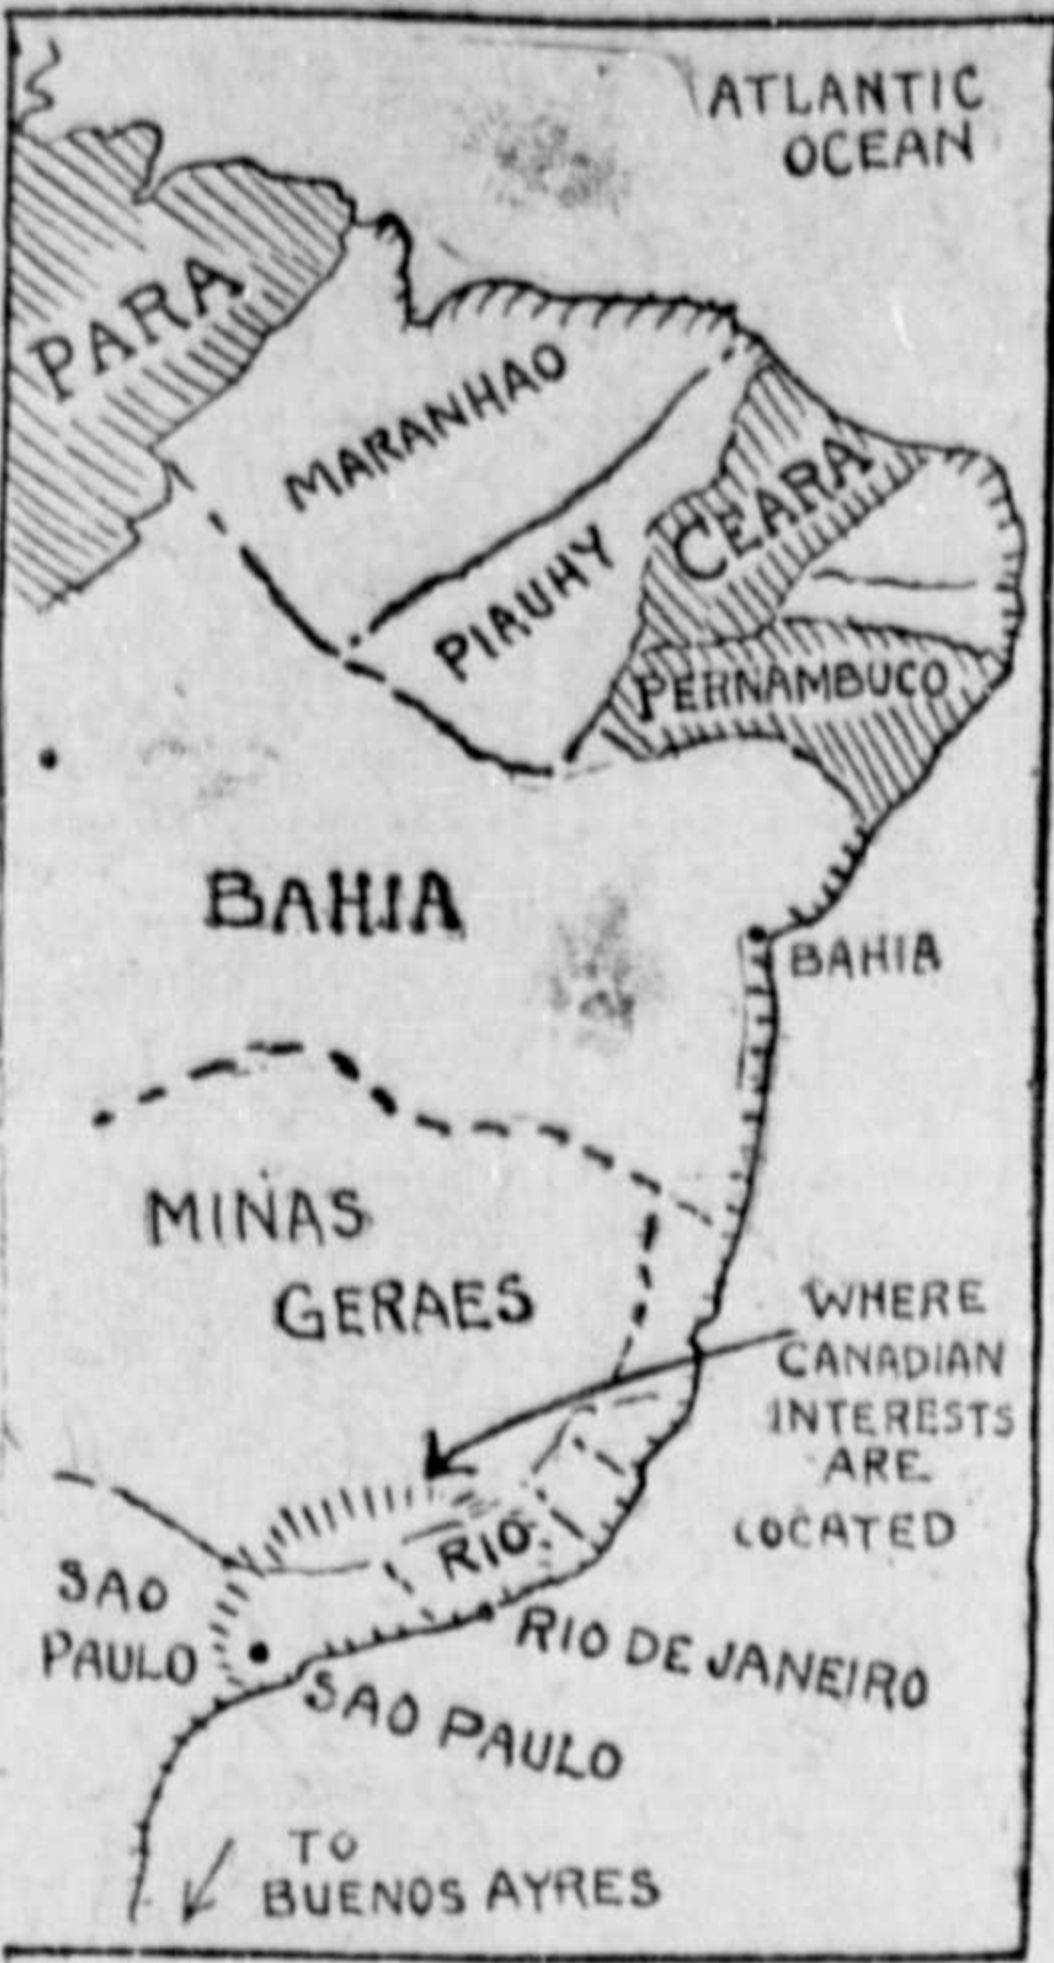 ATLANTIC
OCEAN
PARA
MARANHAO
PIAUHY
CEARA
PERNAMBUCO
BAHIA
BAHIA
MINAS
GERAES
WHERE
CANADIAN
INTERESTS
ARE
LOCATED
RIO
SAO
PAULO
RIO DE JANEIRO
SAO PAULO
TO
BUENOS AYRES